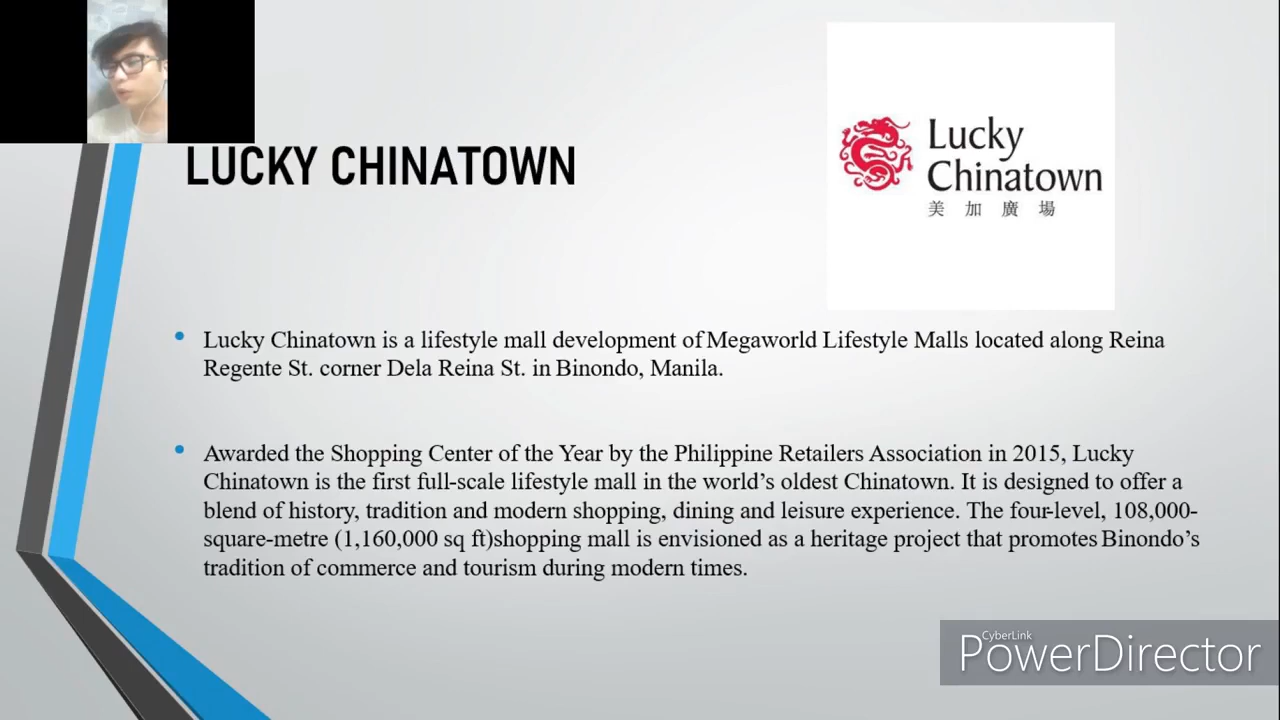 LUCKY CHINATOWN
Lucky
Chinatown
美加廣場
Lucky Chinatown is a lifestyle mall development of Megaworld Lifestyle Malls located along Reina
Regente St. corner Dela Reina St. in Binondo, Manila.
Awarded the Shopping Center of the Year by the Philippine Retailers Association in 2015, Lucky
Chinatown is the first full-scale lifestyle mall in the world’s oldest Chinatown. It is designed to offer a
blend of history, tradition and modern shopping, dining and leisure experience. The four-level, 108,000-
square-metre (1,160,000 sq ft)shopping mall is envisioned as a heritage project that promotes Binondo’s
tradition of commerce and tourism during modern times.
CyberLink
PowerDirector